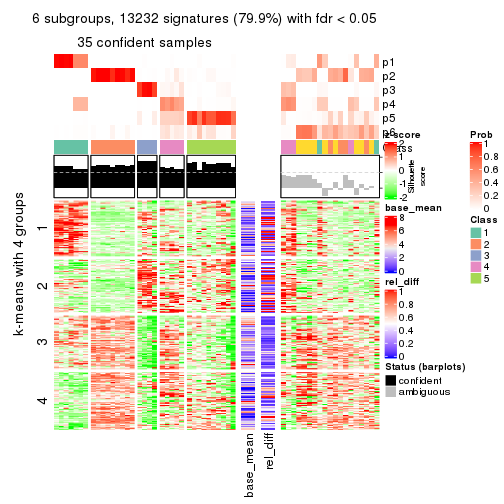 6 subgroups, 13232 signatures (79.9%) with fdr < 0.05
35 confident samples
p1
p2
p3
p4
p5
p6
Class
z-score
2
1
0
-1
-2
Silhouette
score
Prob
1
0.8
0.6
0.4
0.2
0
Class
1
2
3
4
5
base_mean
8
6
4
2
0
rel_diff
1
0.8
0.6
0.4
0.2
0
Status (barplots)
confident
ambiguous
k-means with 4 groups
1
2
3
4
base_mean
rel_diff